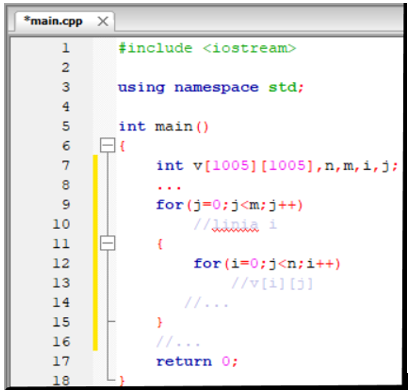 *main.cpp
1 #include <iostream>
2
3 using namespace std;
4
5 int main()
6 {
7 int v[1005][1005],n,m,i,j;
8 ...
9 for(j=0;j<m;j++)
10 //linia i
11 {
12 for(i=0;j<n;i++)
13 //v[i][j]
14 //...
15 }
16 //...
17 return 0;
18 }